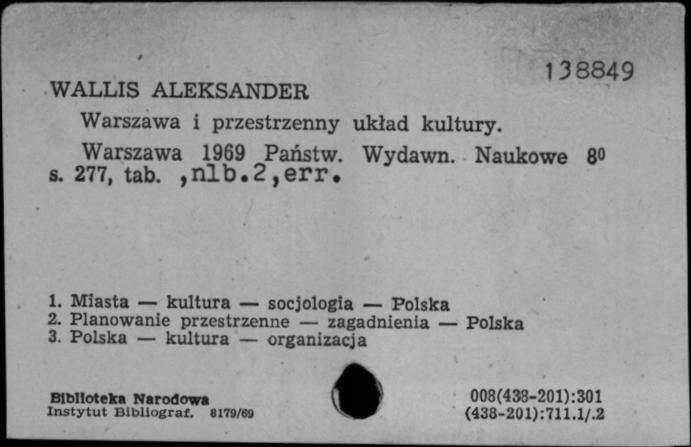 138849
WALLIS ALEKSANDER
Warszawa i przestrzenny układ kultury.
Warszawa 1969 Państw. Wydawn. Naukowe 8⁰
s. 277, tab. ,nlb.2,err.
1. Miasta — kultura — socjologia — Polska
2. Planowanie przestrzenne — zagadnienia — Polska
3. Polska — kultura — organizacja
Biblioteka Narodowa 008(438-201):301
Instytut Bibliograf. 8179/69 (438-201):711.1/.2